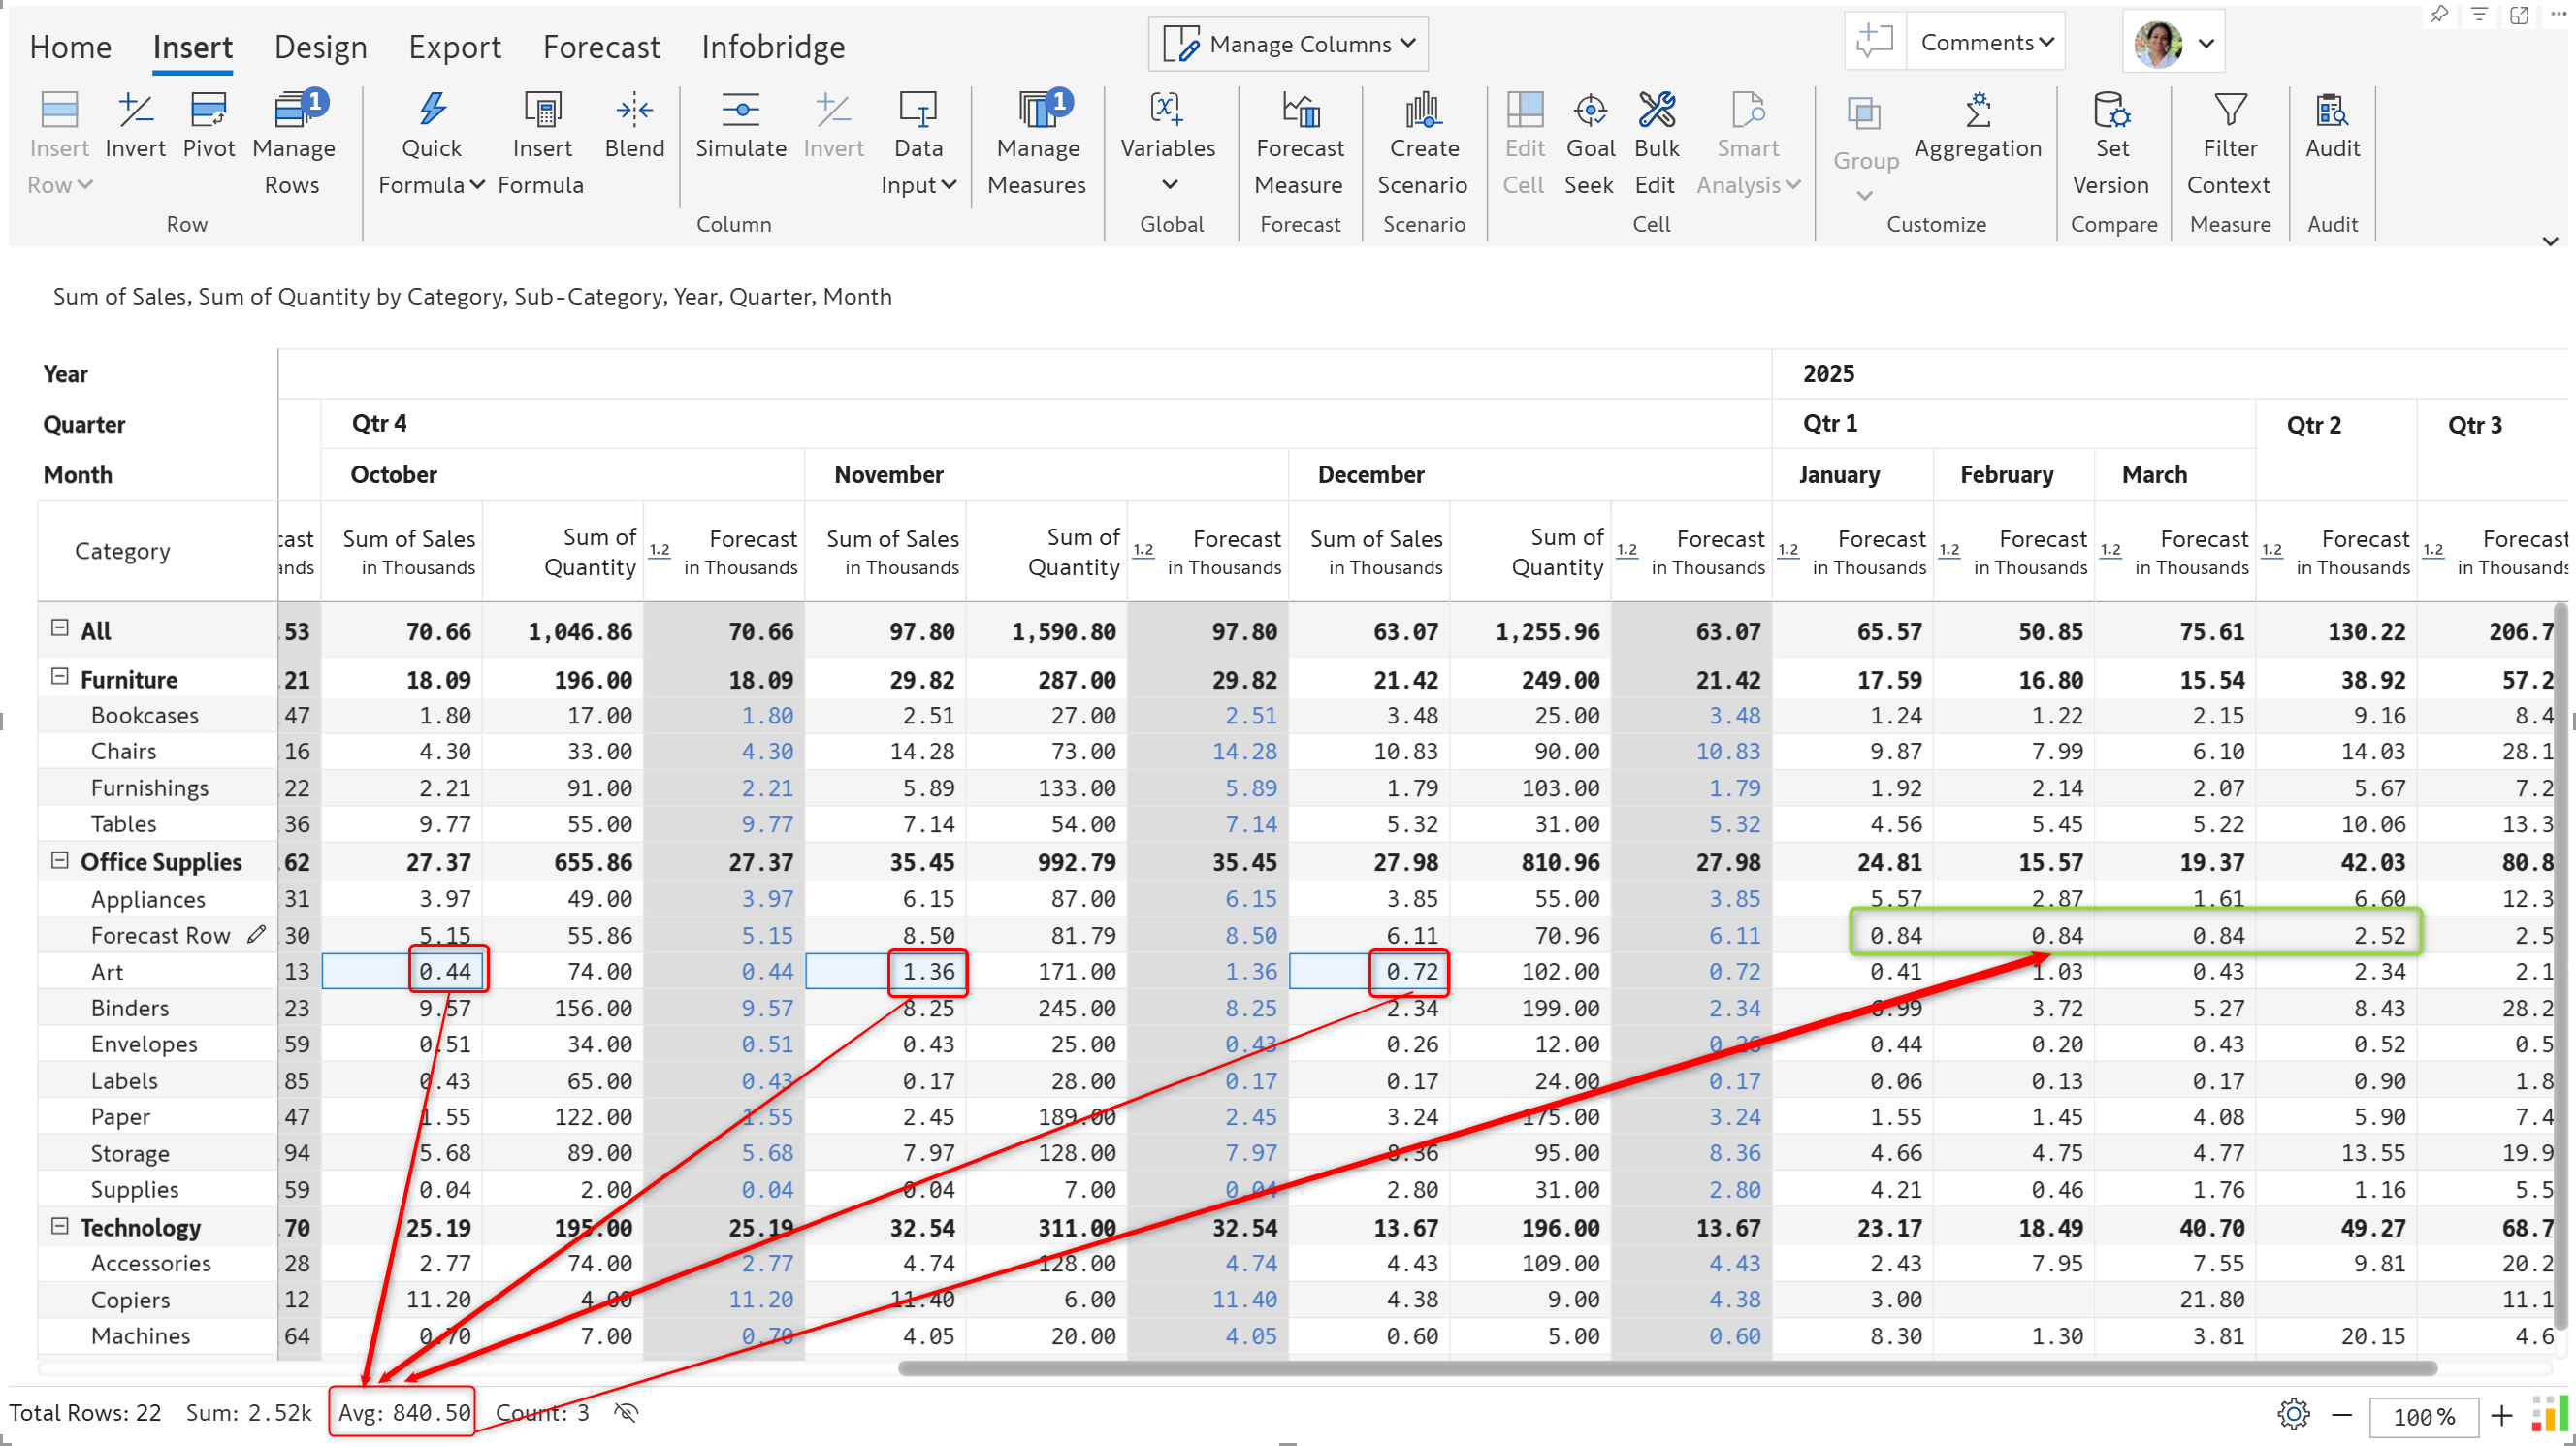 Home Insert Design Export Forecast Infobridge Manage Columns Comments
1 1
Insert Invert Pivot Manage Quick Insert Blend Simulate Invert Data Manage Variables Forecast Create Edit Goal Bulk Smart Group Aggregation Set Filter Audit
Row Rows Formula Formula Input Measures Measure Scenario Cell Seek Edit Analysis Version Context
Row Column Global Forecast Scenario Cell Customize Compare Measure Audit
Sum of Sales, Sum of Quantity by Category, Sub-Category, Year, Quarter, Month
Year 2025
Quarter Qtr 4 Qtr 1 Qtr 2 Qtr 3
Month October November December January February March
Category cast Sum of Sales Sum of 1.2 Forecast Sum of Sales Sum of 1.2 Forecast Sum of Sales Sum of 1.2 Forecast 1.2 Forecast 1.2 Forecast 1.2 Forecast 1.2 Forecast 1.2 Forecast
ands in Thousands Quantity in Thousands in Thousands Quantity in Thousands in Thousands Quantity in Thousands in Thousands in Thousands in Thousands in Thousands in Thousands
All .53 70.66 1,046.86 70.66 97.80 1,590.80 97.80 63.07 1,255.96 63.07 65.57 50.85 75.61 130.22 206.7
Furniture .21 18.09 196.00 18.09 29.82 287.00 29.82 21.42 249.00 21.42 17.59 16.80 15.54 38.92 57.2
Bookcases .47 1.80 17.00 1.80 2.51 27.00 2.51 3.48 25.00 3.48 1.24 1.22 2.15 9.16 8.4
Chairs .16 4.30 33.00 4.30 14.28 73.00 14.28 10.83 90.00 10.83 9.87 7.99 6.10 14.03 28.1
Furnishings .22 2.21 91.00 2.21 5.89 133.00 5.89 1.79 103.00 1.79 1.92 2.14 2.07 5.67 7.2
Tables .36 9.77 55.00 9.77 7.14 54.00 7.14 5.32 31.00 5.32 4.56 5.45 5.22 10.06 13.3
Office Supplies .62 27.37 655.86 27.37 35.45 992.79 35.45 27.98 810.96 27.98 24.81 15.57 19.37 42.03 80.8
Appliances .31 3.97 49.00 3.97 6.15 87.00 6.15 3.85 55.00 3.85 5.57 2.87 1.61 6.60 12.3
Forecast Row .30 5.15 55.86 5.15 8.50 81.79 8.50 6.11 70.96 6.11 0.84 0.84 0.84 2.52 2.5
Art .13 0.44 74.00 0.44 1.36 171.00 1.36 0.72 102.00 0.72 0.41 1.03 0.43 2.34 2.1
Binders .23 9.57 156.00 9.57 8.25 245.00 8.25 2.34 199.00 2.34 3.72 5.27 8.43 28.2
Envelopes .59 0.51 34.00 0.51 0.43 25.00 0.43 0.26 12.00 0.26 0.44 0.20 0.43 0.52 0.5
Labels .85 0.43 65.00 0.43 0.17 28.00 0.17 0.17 24.00 0.17 0.06 0.13 0.17 0.90 1.8
Paper .47 1.55 122.00 1.55 2.45 189.00 2.45 3.24 175.00 3.24 1.55 1.45 4.08 5.90 7.4
Storage .94 5.68 89.00 5.68 7.97 128.00 7.97 8.36 95.00 8.36 4.66 4.75 4.77 13.55 19.9
Supplies .59 0.04 2.00 0.04 0.04 7.00 0.04 2.80 31.00 2.80 4.21 0.46 1.76 1.16 5.5
Technology .70 25.19 195.00 25.19 32.54 311.00 32.54 13.67 196.00 13.67 23.17 18.49 40.70 49.27 68.7
Accessories .28 2.77 74.00 2.77 4.74 128.00 4.74 4.43 109.00 4.43 2.43 7.95 7.55 9.81 20.2
Copiers .12 11.20 4.00 11.20 11.40 6.00 11.40 4.38 9.00 4.38 3.00 21.80 11.1
Machines .64 0.70 7.00 0.70 4.05 20.00 4.05 0.60 5.00 0.60 8.30 1.30 3.81 20.15 4.6
Total Rows: 22 Sum: 2.52k Avg: 840.50 Count: 3 100%